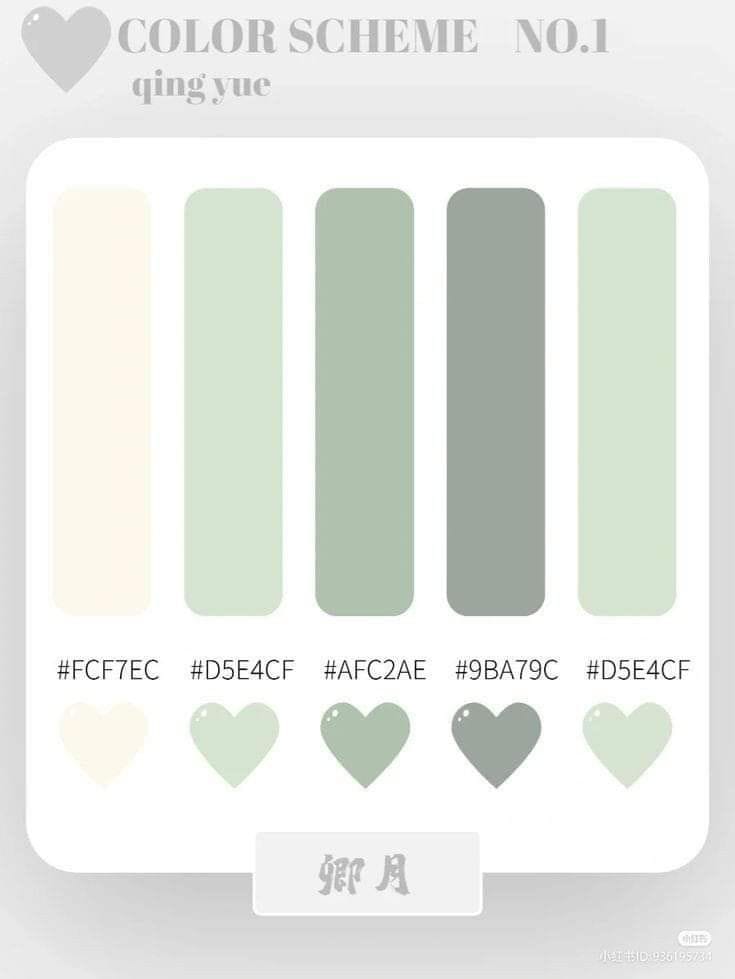 COLOR SCHEME NO.1
qing yue
#FCF7EC #D5E4CF #AFC2AE #9BA79C #D5E4CF
卿月
小红书
小红书ID:936195734